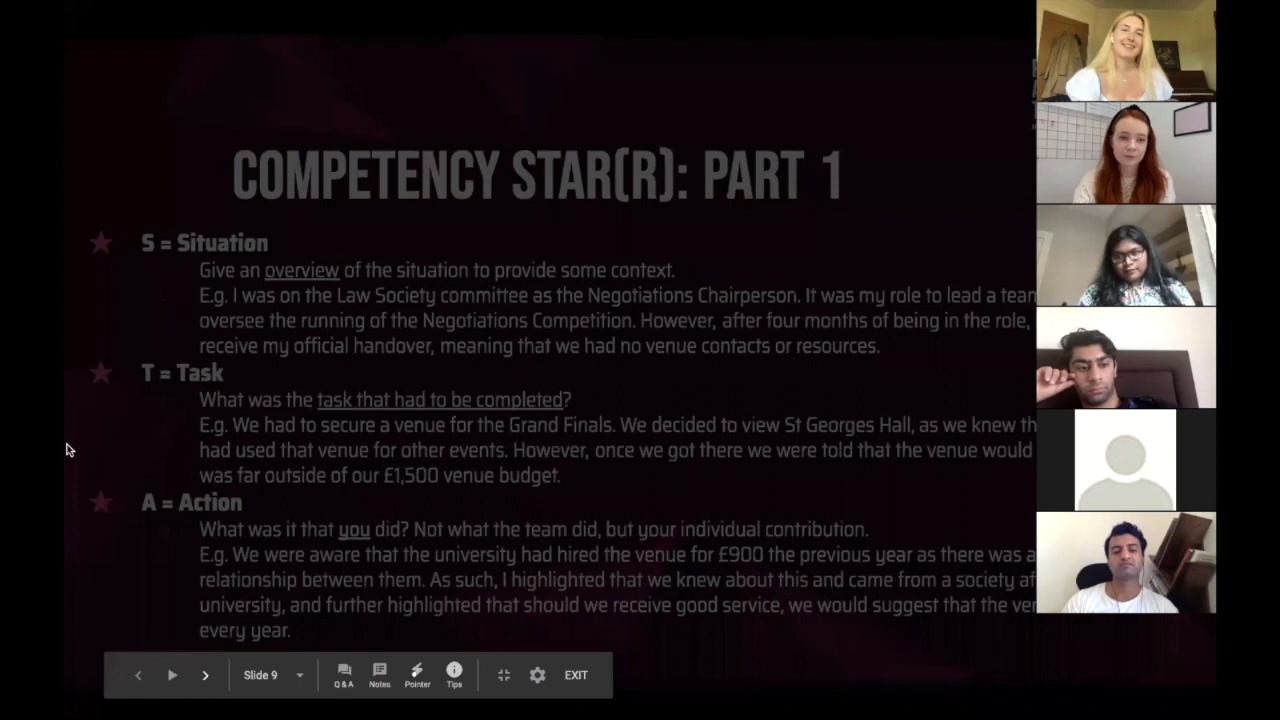 COMPETENCY STAR(R): PART 1
S = Situation
Give an overview of the situation to provide some context.
E.g. I was on the Law Society committee as the Negotiations Chairperson. It was my role to lead a team
oversee the running of the Negotiations Competition. However, after four months of being in the role,
receive my official handover, meaning that we had no venue contacts or resources.
T = Task
What was the task that had to be completed?
E.g. We had to secure a venue for the Grand Finals. We decided to view St Georges Hall, as we knew
had used that venue for other events. However, once we got there we were told that the venue would
was far outside of our £1,500 venue budget.
A = Action
What was it that you did? Not what the team did, but your individual contribution.
E.g. We were aware that the university had hired the venue for £900 the previous year as there was a
relationship between them. As such, I highlighted that we knew about this and came from a society
university, and further highlighted that should we receive good service, we would suggest that the
every year.
Slide 9
Q & A
Notes
Pointer
Tips
EXIT